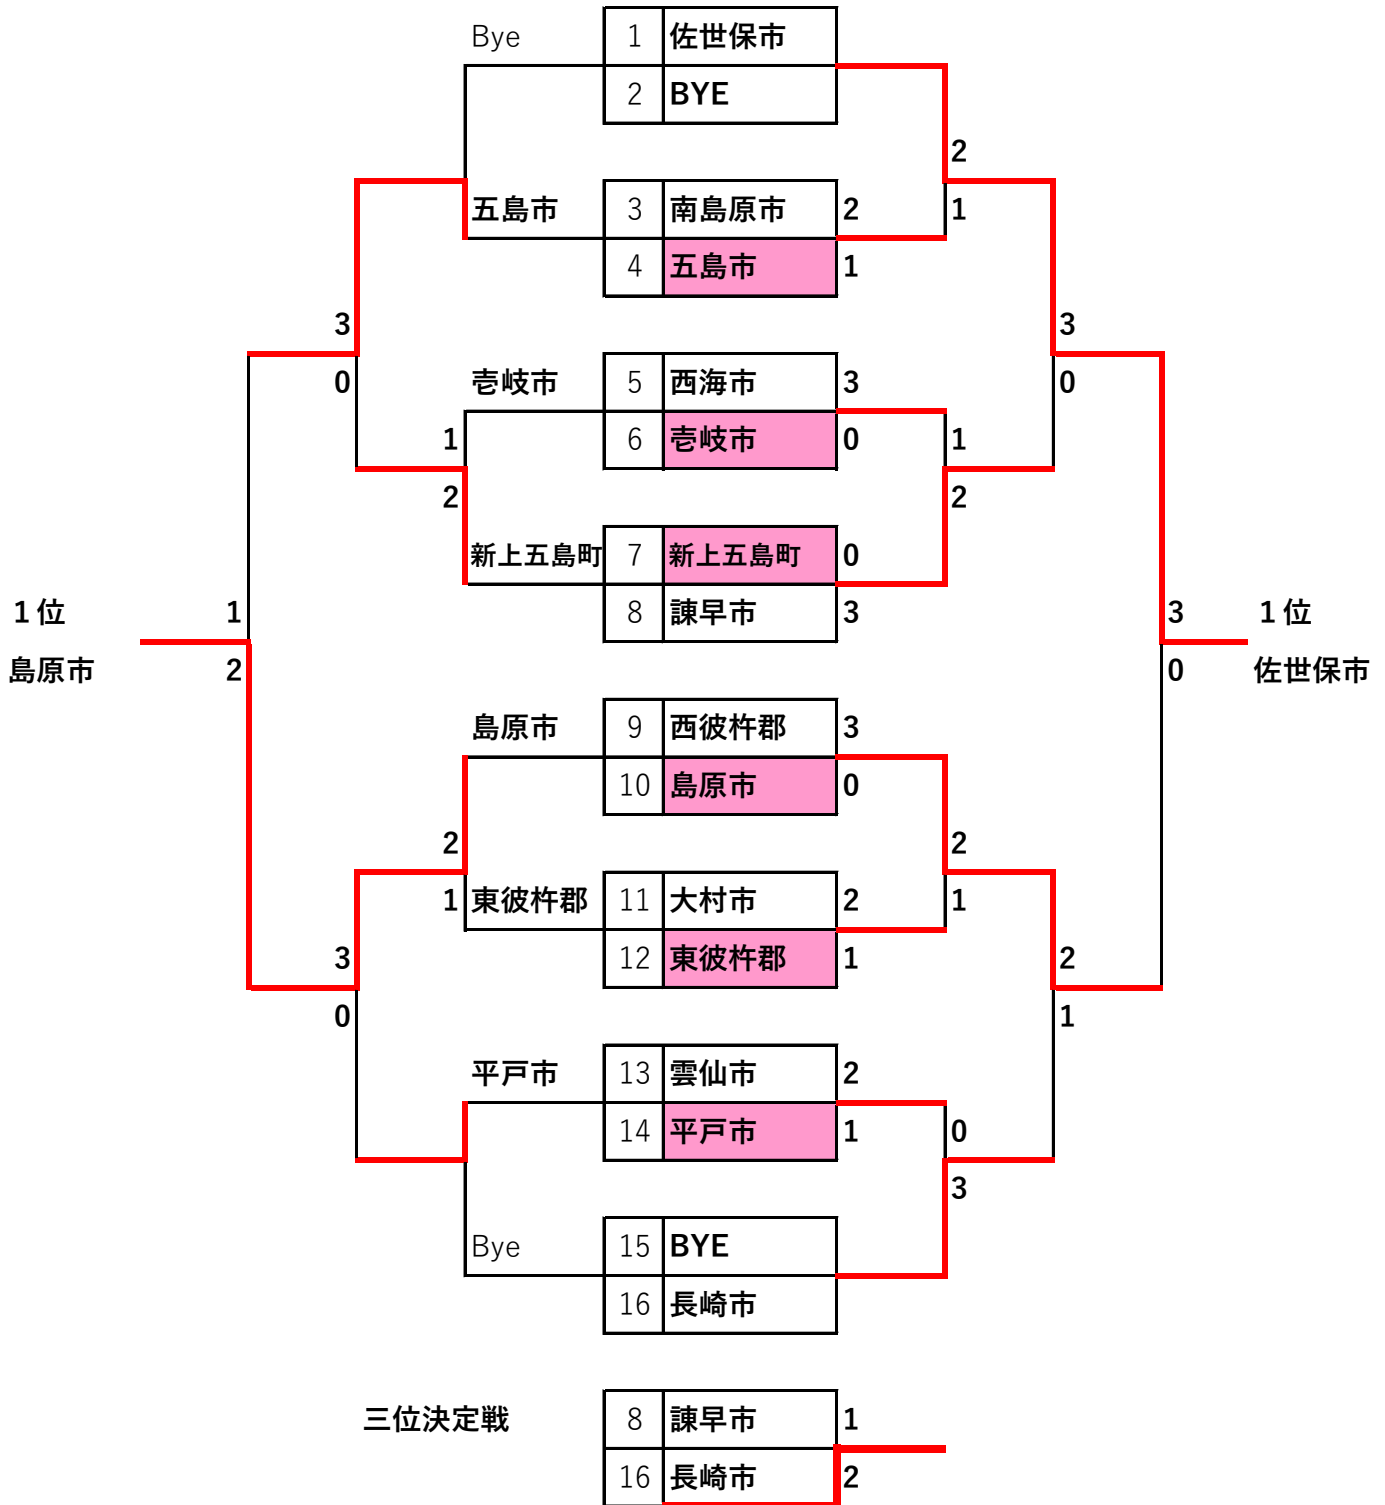 Bye 1 佐世保市
2 BYE
2
五島市 3 南島原市 2 1
4 五島市 1
3 3
0 壱岐市 5 西海市 3 0
1 6 壱岐市 0 1
2 2
新上五島町 7 新上五島町 0
1位 1 8 諫早市 3 3 1位
島原市 2 0 佐世保市
島原市 9 西彼杵郡 3
10 島原市 0
2 2
1 東彼杵郡 11 大村市 2 1
3 12 東彼杵郡 1 2
0 1
平戸市 13 雲仙市 2
14 平戸市 1 0
3
Bye 15 BYE
16 長崎市
三位決定戦 8 諫早市 1
16 長崎市 2